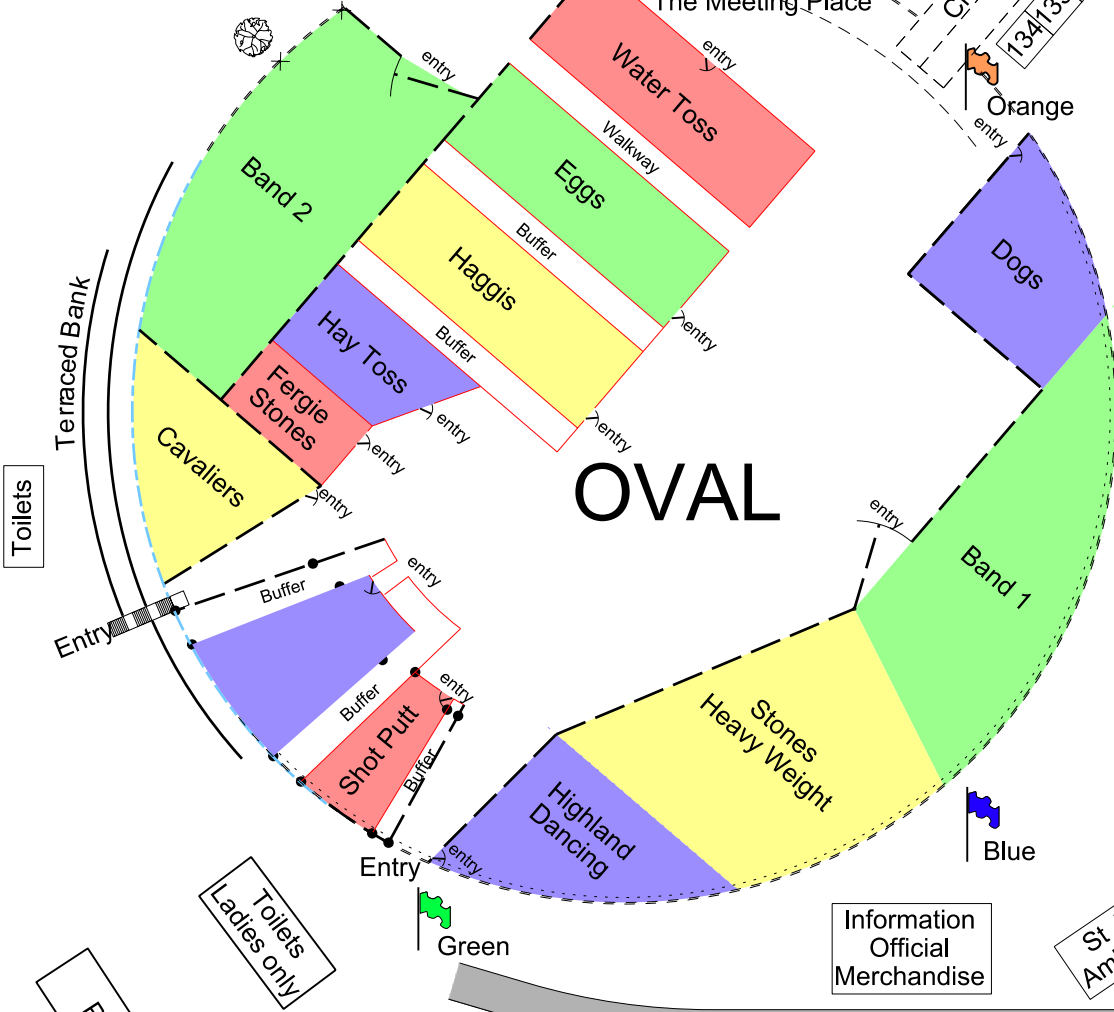 The Meeting Place
134
Orange
entry
entry
Water Toss
entry
Walkway
Eggs
Band 2
Buffer
Dogs
Haggis
entry
Terraced Bank
Hay Toss
Buffer
Fergie
Stones
entry
entry
entry
Cavaliers
entry
OVAL
Toilets
entry
Band 1
entry
Buffer
Entry
entry
Buffer
Shot Putt
Buffer
Stones
Heavy Weight
Highland
Dancing
Blue
entry
Entry
Green
Toilets
Ladies only
Information
Official
Merchandise
St